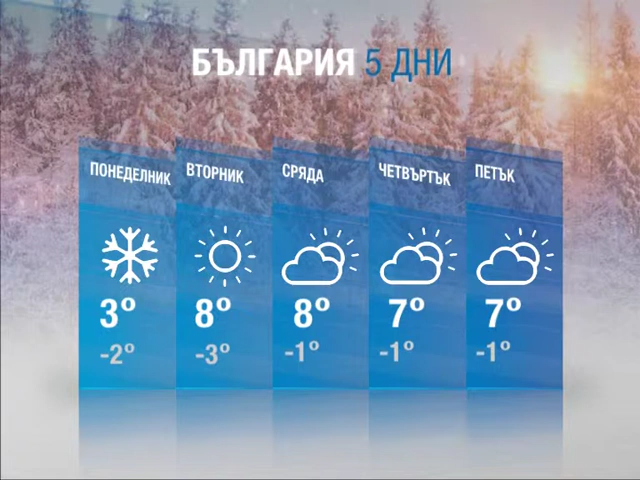 БЪЛГАРИЯ 5 ДНИ
ПОНЕДЕЛНИК ВТОРНИК СРЯДА ЧЕТВЪРТЪК ПЕТЪК
3º 8º 8º 7º 7º
-2º -3º -1º -1º -1º